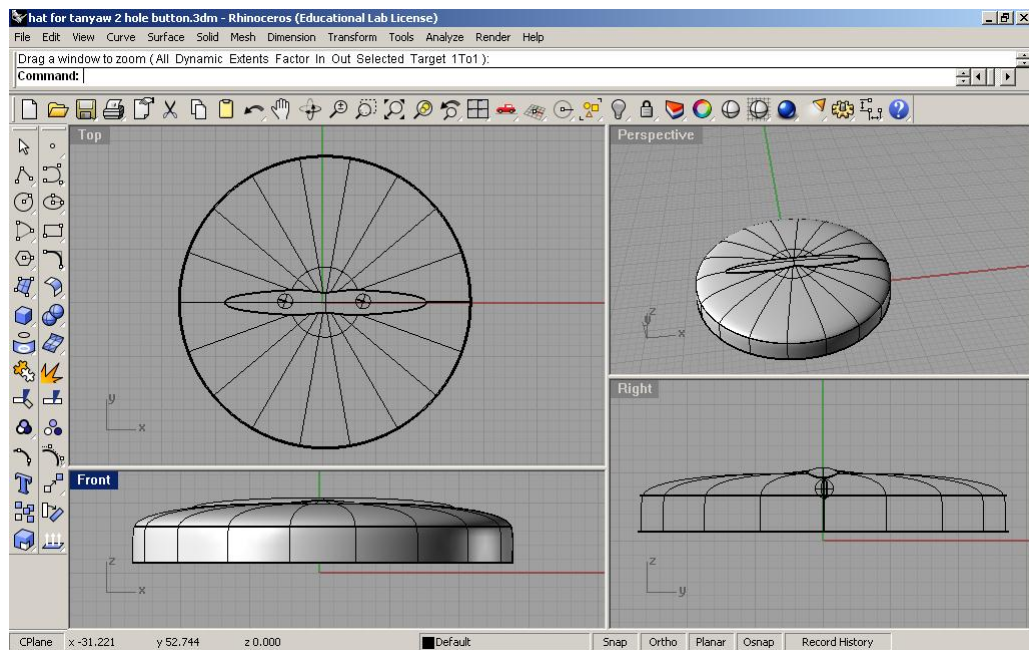 hat for tanyaw 2 hole button.3dm - Rhinoceros (Educational Lab License)
File Edit View Curve Surface Solid Mesh Dimension Transform Tools Analyze Render Help
Drag a window to zoom ( All Dynamic Extents Factor In Out Selected Target 1To1 ):
Command:
Top
Perspective
z
x
y
x
Right
Front
z
x
z
y
CPlane x -31.221 y 52.744 z 0.000 Default Snap Ortho Planar Osnap Record History